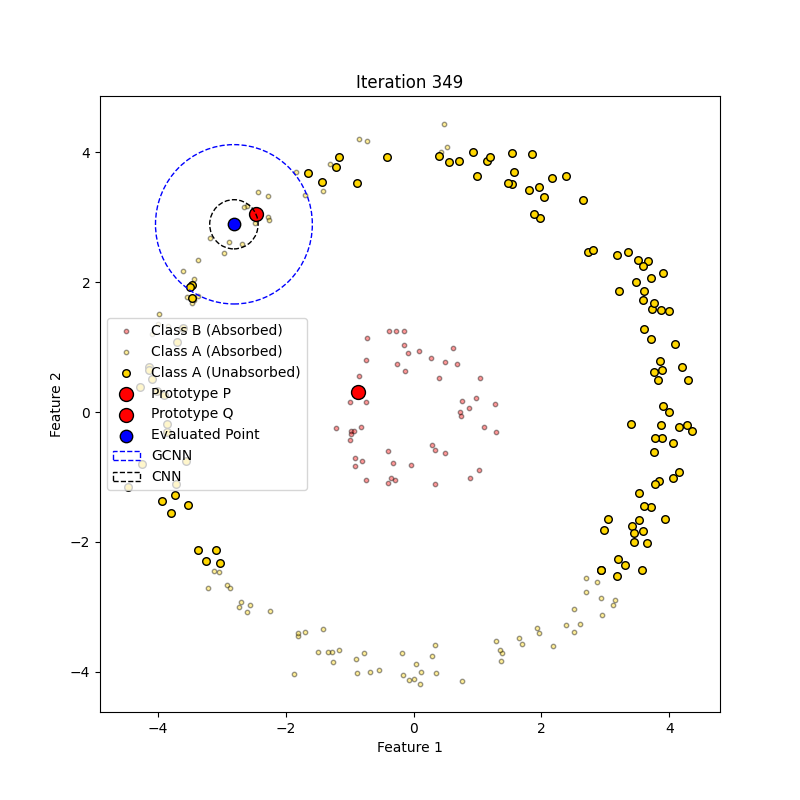 Iteration 349
4
2
0
−2
−4
Feature 2
Class B (Absorbed)
Class A (Absorbed)
Class A (Unabsorbed)
Prototype P
Prototype Q
Evaluated Point
GCNN
CNN
−4
−2
0
2
4
Feature 1